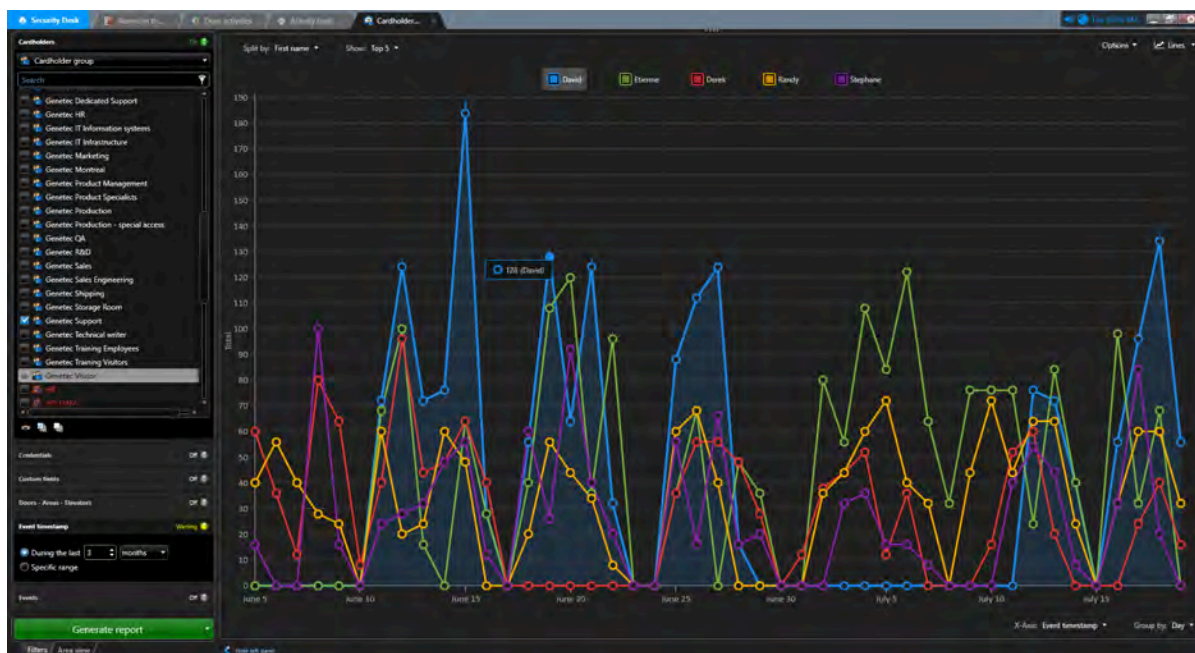 Security Desk
Cardholder...
Cardholders
Cardholder group
Search
Genetec Dedicated Support
Genetec HR
Genetec IT Information systems
Genetec IT Infrastructure
Genetec Marketing
Genetec Montreal
Genetec Product Management
Genetec Product Specialists
Genetec Production
Genetec Production - special access
Genetec QA
Genetec R&D
Genetec Sales
Genetec Sales Engineering
Genetec Shipping
Genetec Storage Room
Genetec Support
Genetec Technical writer
Genetec Training Employees
Genetec Training Visitors
Genetec Visitor
Credentials Off
Custom fields Off
Doors - Areas - Elevators Off
Event timestamp Warning
During the last 3 months
Specific range
Events Off
Generate report
Filters Area view
Split by: First name Show: Top 5
Options Lines
David Etienne Derek Randy Stephane
Total
190
180
170
160
150
140
130
120
110
100
90
80
70
60
50
40
30
20
10
0
128 (David)
June 5 June 10 June 15 June 20 June 25 June 30 July 5 July 10 July 15
X-Axis: Event timestamp Group by: Day